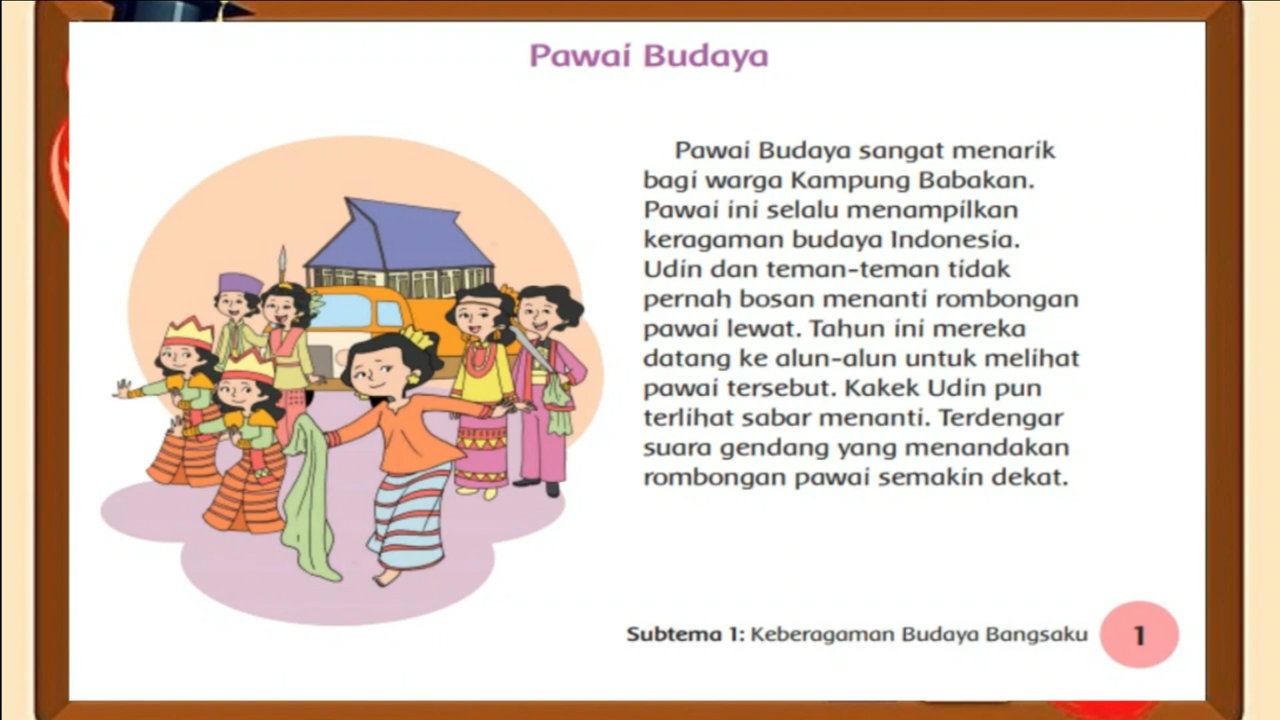 Pawai Budaya
Pawai Budaya sangat menarik
bagi warga Kampung Babakan.
Pawai ini selalu menampilkan
keragaman budaya Indonesia.
Udin dan teman-teman tidak
pernah bosan menanti rombongan
pawai lewat. Tahun ini mereka
datang ke alun-alun untuk melihat
pawai tersebut. Kakek Udin pun
terlihat sabar menanti. Terdengar
suara gendang yang menandakan
rombongan pawai semakin dekat.
Subtema 1: Keberagaman Budaya Bangsaku
1